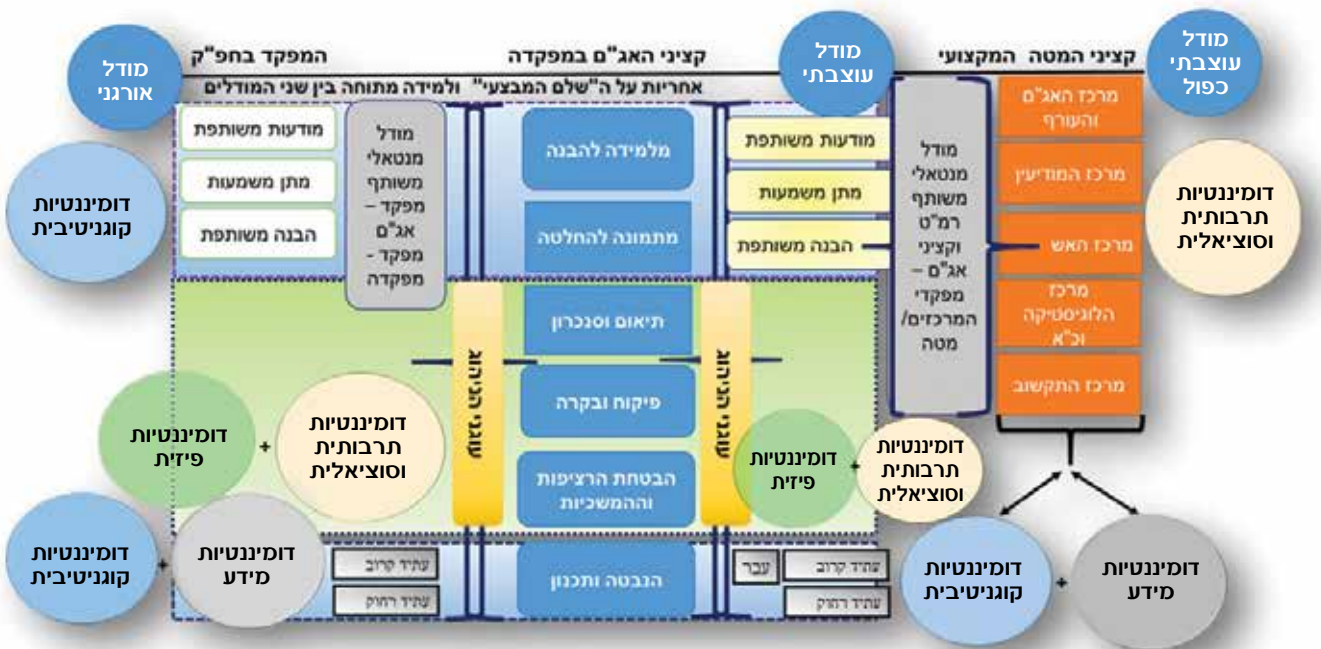 מודל
עוצבתי
כפול
קציני המטה המקצועי
מודל
עוצבתי
קציני האג"ם במפקדה
המפקד בחפ"ק
מודל
אורגני
אחריות על ה"שלם המבצעי" ולמידה מתוחה בין שני המודלים
מרכז האג"ם
והעורף
מרכז המודיעין
מרכז האש
מרכז
הלוגיסטיקה
וכ"א
מרכז התקשוב
דומיננטיות
תרבותית
וסוציאלית
מודל
מנטאלי
משותף
רמ"ט
וקציני
אג"ם –
מפקדי
המרכזים/
מטה
מודעות משותפת
מתן משמעות
הבנה משותפת
מלמידה להבנה
מתמונה להחלטה
תיאום וסנכרון
פיקוח ובקרה
הבטחת הרציפות
וההמשכיות
הנבטה ותכנון
עוגני הניהוג
עוגני הניהוג
מודל
מנטאלי
משותף
מפקד –
אג"ם
מפקד -
מפקדה
מודעות משותפת
מתן משמעות
הבנה משותפת
דומיננטיות
קוגניטיבית
דומיננטיות
תרבותית
וסוציאלית
+
דומיננטיות
פיזית
דומיננטיות
תרבותית
וסוציאלית
+
דומיננטיות
פיזית
עתיד קרוב
עבר
עתיד רחוק
עתיד קרוב
עתיד רחוק
דומיננטיות
מידע
+
דומיננטיות
קוגניטיבית
דומיננטיות
מידע
+
דומיננטיות
קוגניטיבית